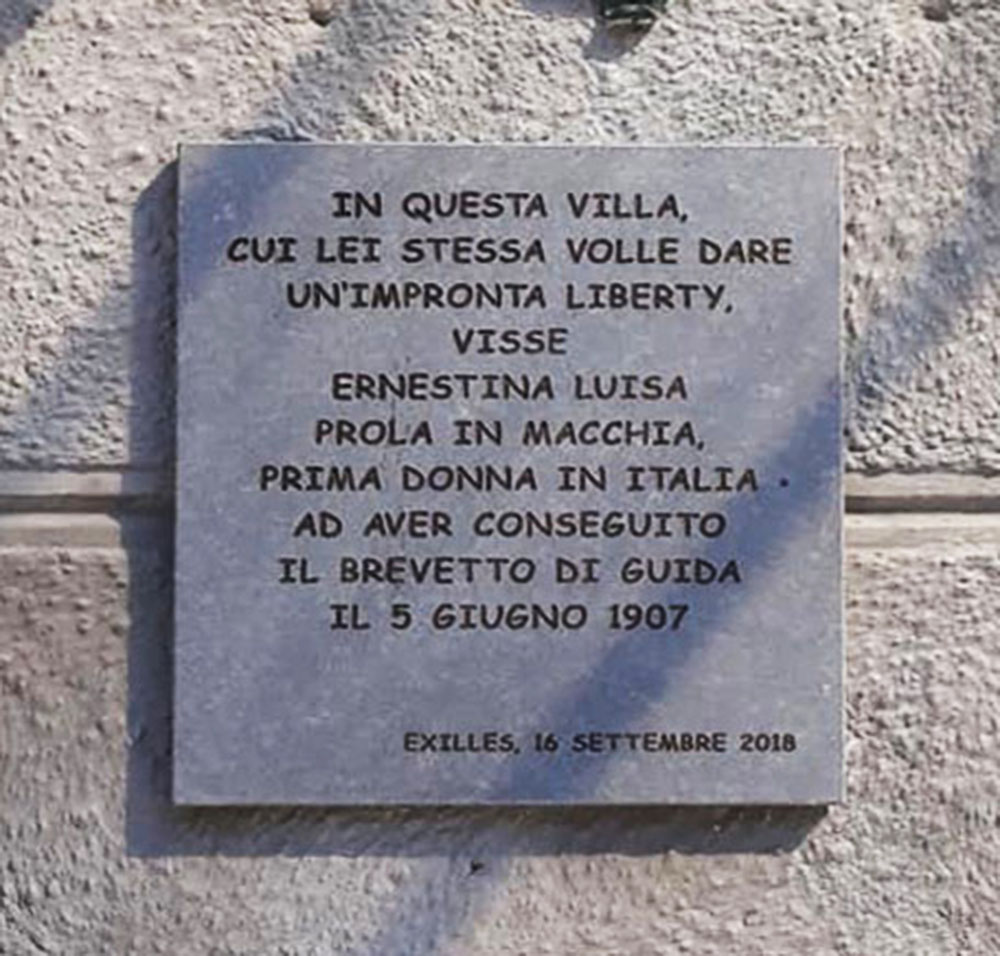 IN QUESTA VILLA,
CUI LEI STESSA VOLLE DARE
UN'IMPRONTA LIBERTY,
VISSE
ERNESTINA LUISA
PROLA IN MACCHIA,
PRIMA DONNA IN ITALIA
AD AVER CONSEGUITO
IL BREVETTO DI GUIDA
IL 5 GIUGNO 1907
EXILLES, 16 SETTEMBRE 2018